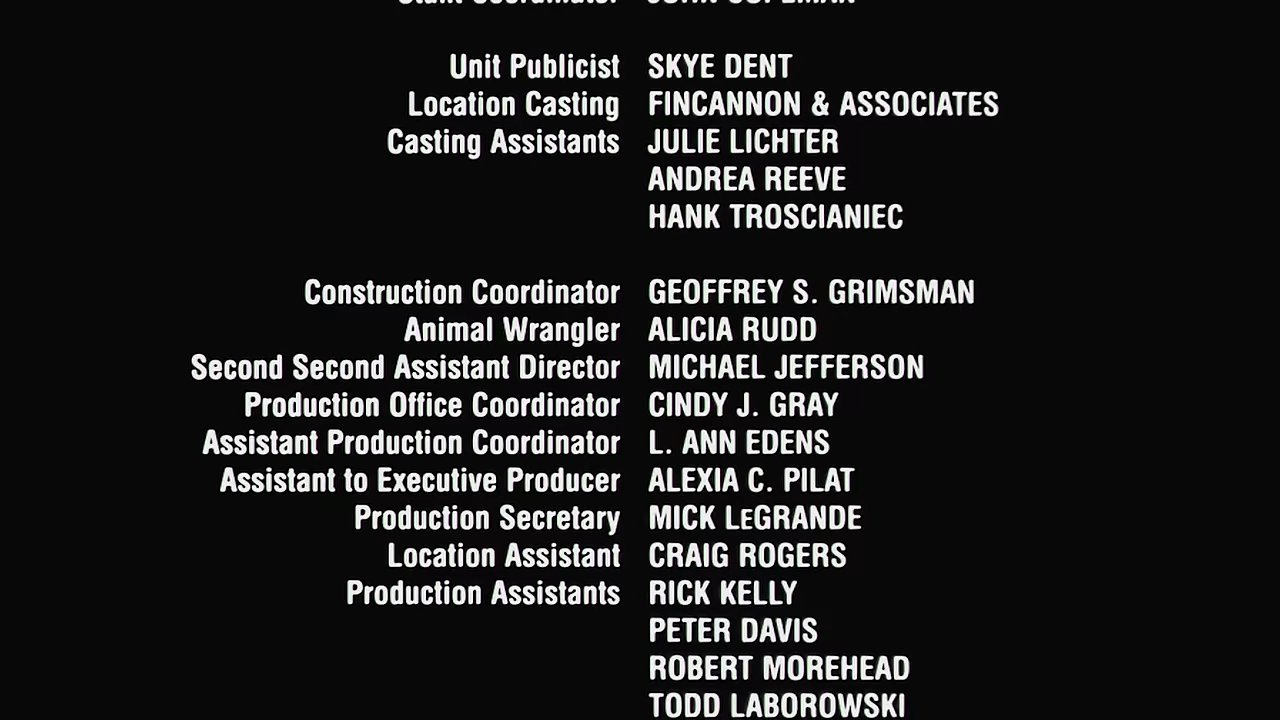 Unit Publicist SKYE DENT
Location Casting FINCANNON & ASSOCIATES
Casting Assistants JULIE LICHTER
ANDREA REEVE
HANK TROSCIANIEC
Construction Coordinator GEOFFREY S. GRIMSMAN
Animal Wrangler ALICIA RUDD
Second Second Assistant Director MICHAEL JEFFERSON
Production Office Coordinator CINDY J. GRAY
Assistant Production Coordinator L. ANN EDENS
Assistant to Executive Producer ALEXIA C. PILAT
Production Secretary MICK LEGRANDE
Location Assistant CRAIG ROGERS
Production Assistants RICK KELLY
PETER DAVIS
ROBERT MOREHEAD
TODD LABOROWSKI